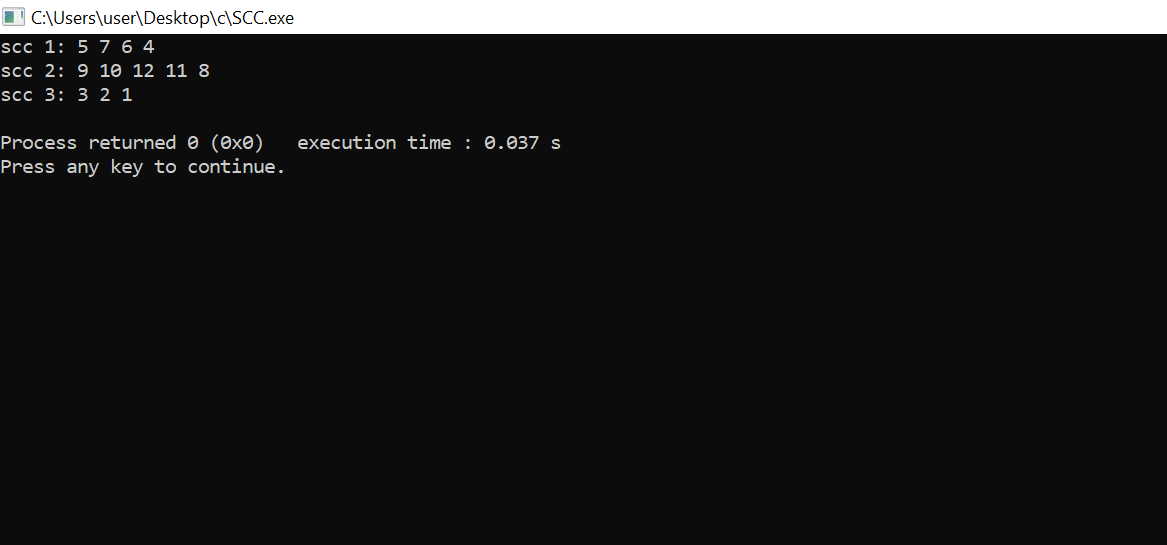 C:\Users\user\Desktop\c\SCC.exe
scc 1: 5 7 6 4
scc 2: 9 10 12 11 8
scc 3: 3 2 1
Process returned 0 (0x0)   execution time : 0.037 s
Press any key to continue.